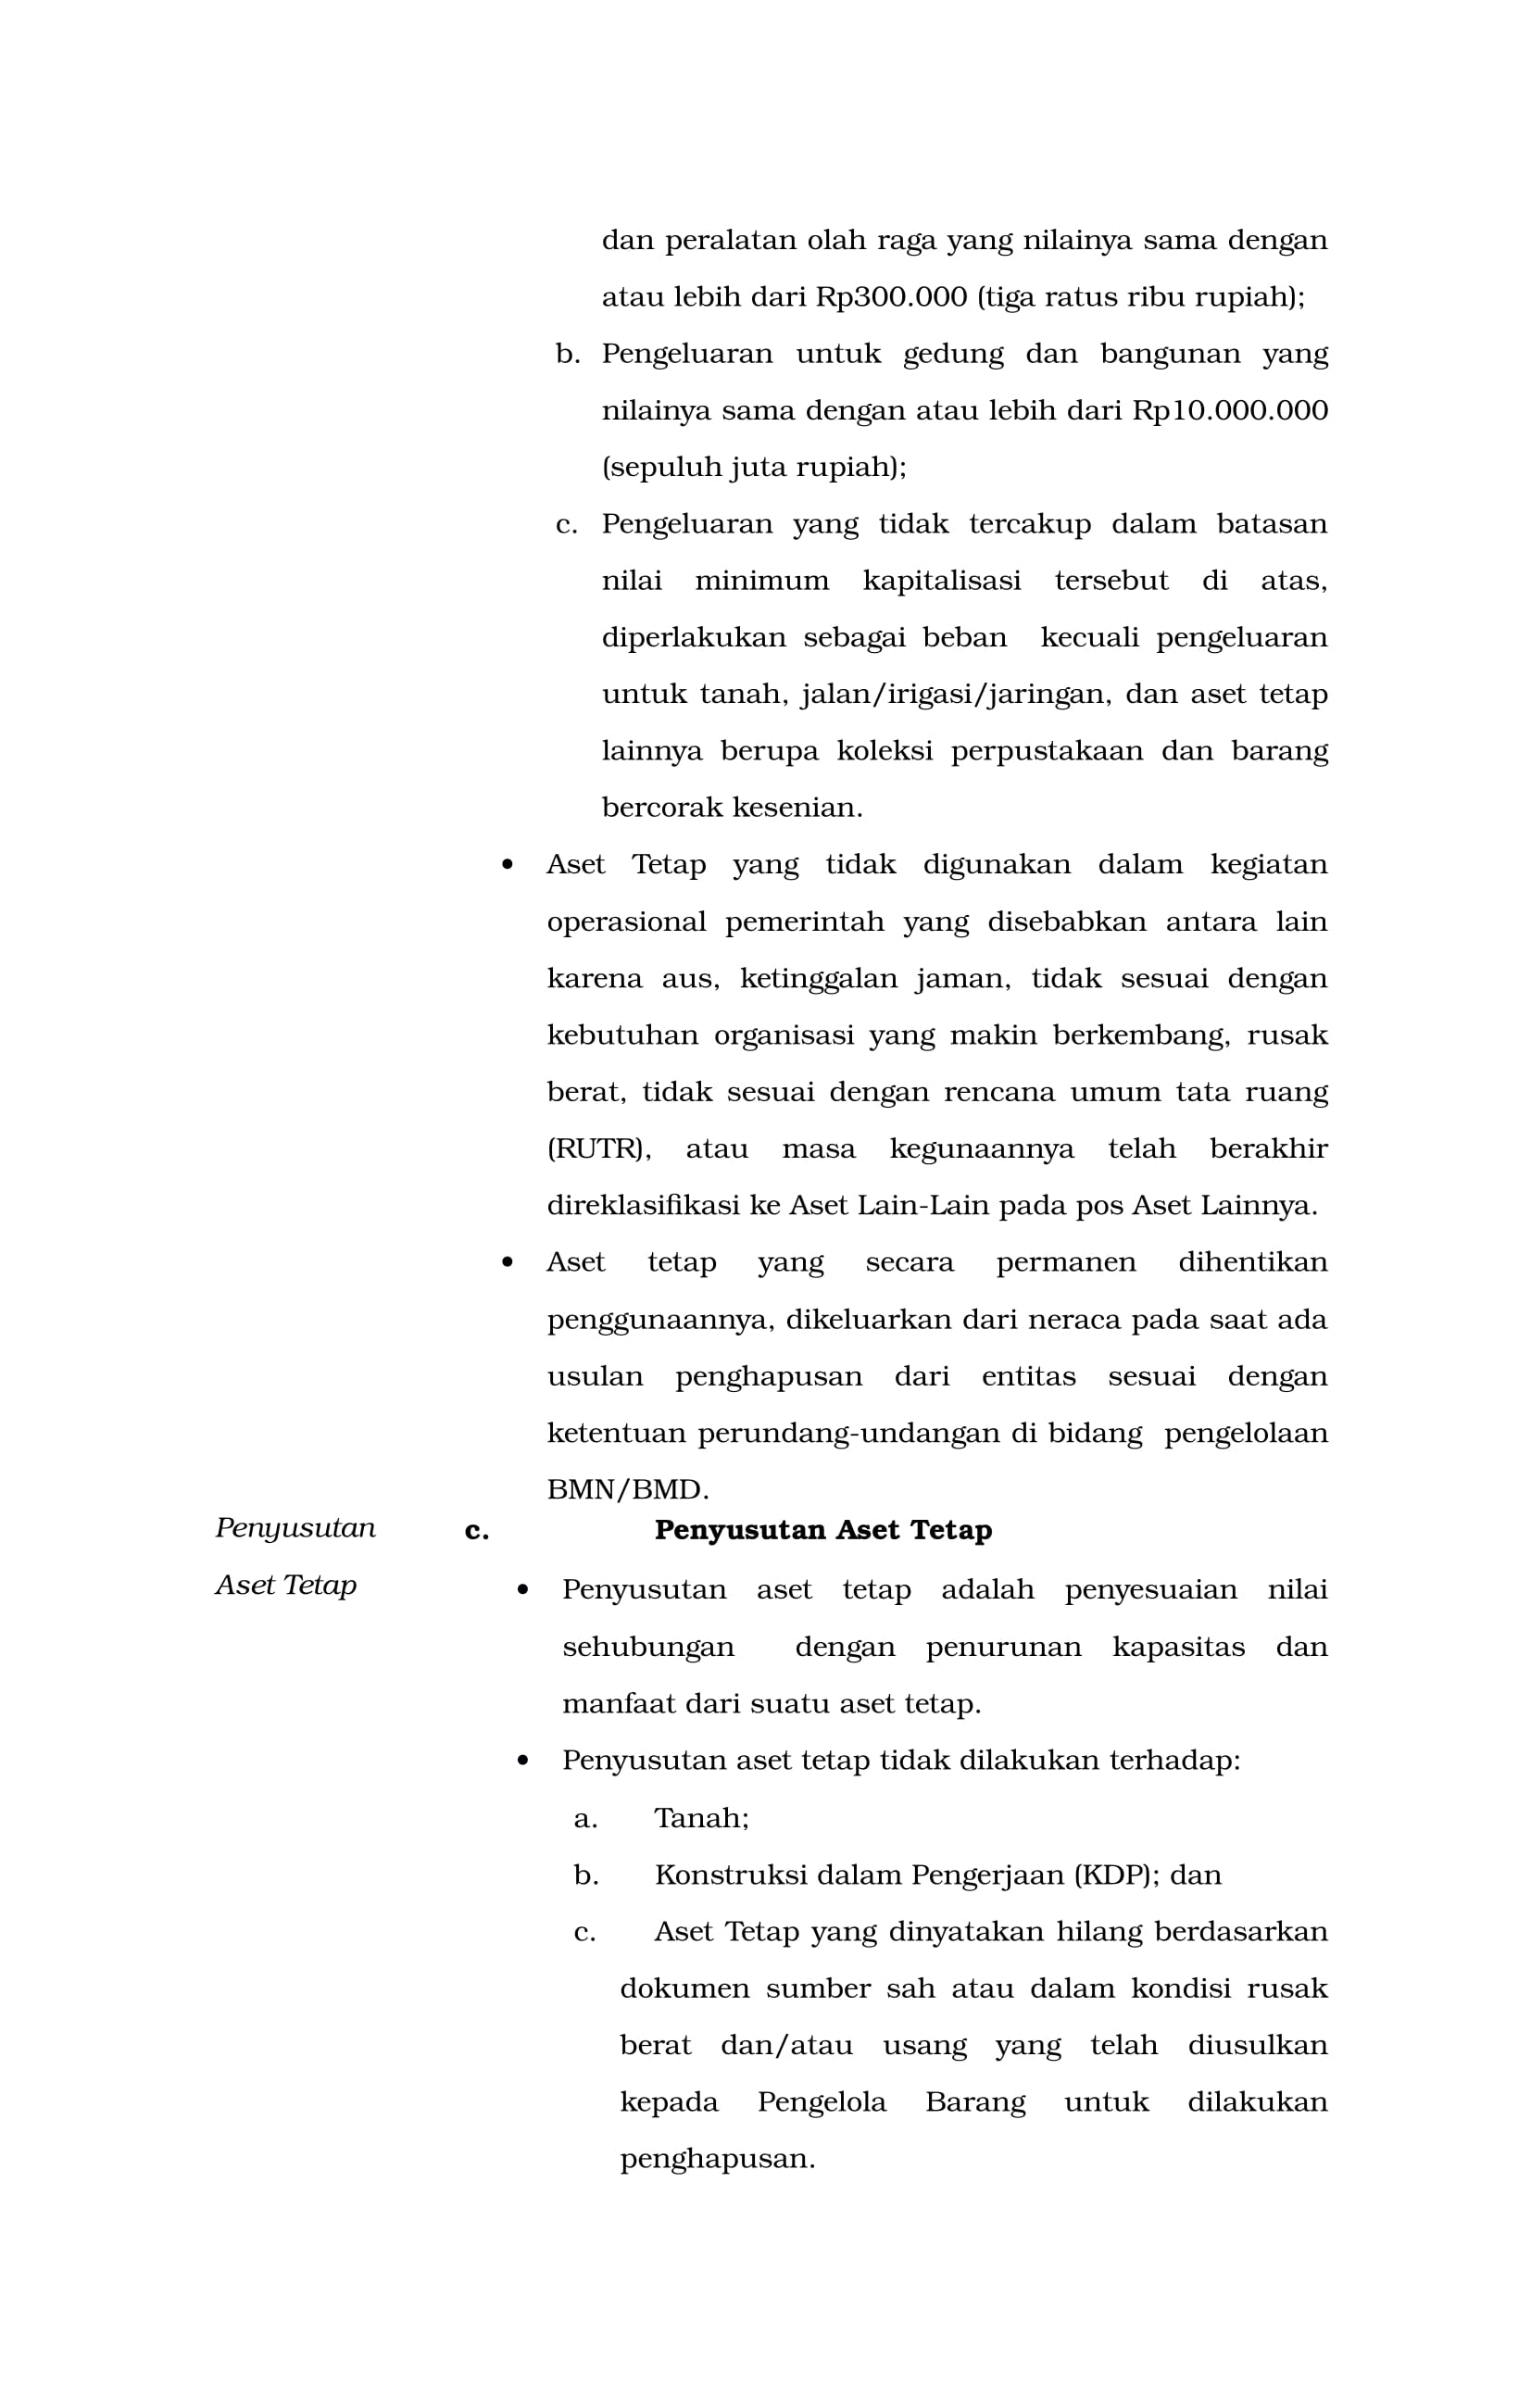 dan peralatan olah raga yang nilainya sama dengan
atau lebih dari Rp300.000 (tiga ratus ribu rupiah);
b. Pengeluaran untuk gedung dan bangunan yang
nilainya sama dengan atau lebih dari Rp10.000.000
(sepuluh juta rupiah);
c. Pengeluaran yang tidak tercakup dalam batasan
nilai minimum kapitalisasi tersebut di atas,
diperlakukan sebagai beban kecuali pengeluaran
untuk tanah, jalan/irigasi/jaringan, dan aset tetap
lainnya berupa koleksi perpustakaan dan barang
bercorak kesenian.
• Aset Tetap yang tidak digunakan dalam kegiatan
operasional pemerintah yang disebabkan antara lain
karena aus, ketinggalan jaman, tidak sesuai dengan
kebutuhan organisasi yang makin berkembang, rusak
berat, tidak sesuai dengan rencana umum tata ruang
(RUTR), atau masa kegunaannya telah berakhir
direklasifikasi ke Aset Lain-Lain pada pos Aset Lainnya.
• Aset tetap yang secara permanen dihentikan
penggunaannya, dikeluarkan dari neraca pada saat ada
usulan penghapusan dari entitas sesuai dengan
ketentuan perundang-undangan di bidang pengelolaan
BMN/BMD.
Penyusutan
Aset Tetap
c. Penyusutan Aset Tetap
• Penyusutan aset tetap adalah penyesuaian nilai
sehubungan dengan penurunan kapasitas dan
manfaat dari suatu aset tetap.
• Penyusutan aset tetap tidak dilakukan terhadap:
a. Tanah;
b. Konstruksi dalam Pengerjaan (KDP); dan
c. Aset Tetap yang dinyatakan hilang berdasarkan
dokumen sumber sah atau dalam kondisi rusak
berat dan/atau usang yang telah diusulkan
kepada Pengelola Barang untuk dilakukan
penghapusan.